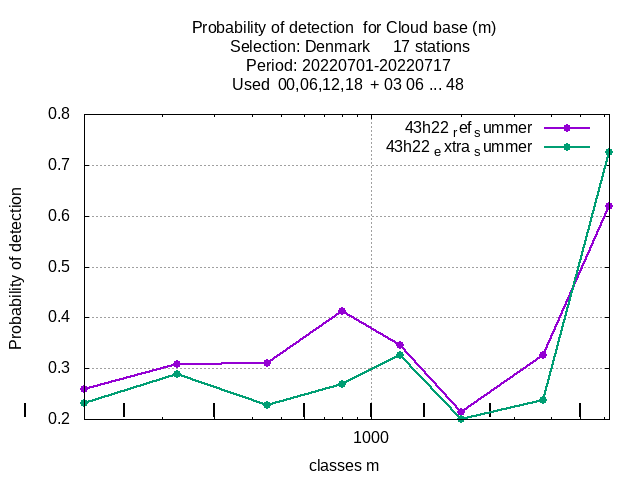 Probability of detection  for Cloud base (m)
Selection: Denmark     17 stations
Period: 20220701-20220717
Used  00,06,12,18  + 03 06 ... 48
43h22 ref summer
43h22 extra summer
Probability of detection
0.8
0.7
0.6
0.5
0.4
0.3
0.2
1000
classes m